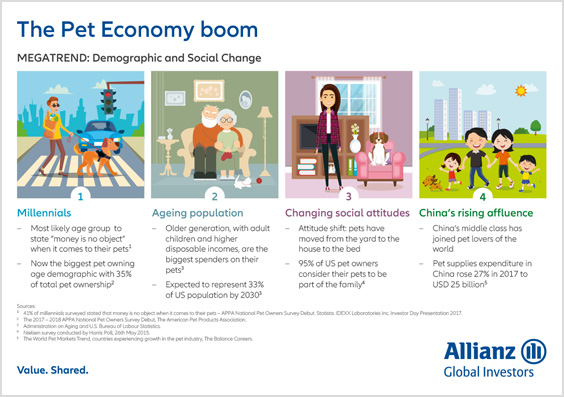 The Pet Economy boom
MEGATREND: Demographic and Social Change
1
Millennials
– Most likely age group to
state “money is no object”
when it comes to their pets¹
– Now the biggest pet owning
age demographic with 35%
of total pet ownership²
2
Ageing population
– Older generation, with adult
children and higher
disposable incomes, are the
biggest spenders on their
pets³
– Expected to represent 33%
of US population by 2030³
3
Changing social attitudes
– Attitude shift: pets have
moved from the yard to the
house to the bed
– 95% of US pet owners
consider their pets to be
part of the family⁴
4
China’s rising affluence
– China’s middle class has
joined pet lovers of the
world
– Pet supplies expenditure in
China rose 27% in 2017 to
USD 25 billion⁵
Sources:
¹ 41% of millennials surveyed stated that money is no object when it comes to their pets – APPA National Pet Owners Survey Debut. Statista. IDEXX Laboratories Inc. Investor Day Presentation 2017.
² The 2017 – 2018 APPA National Pet Owners Survey Debut, The American Pet Products Association.
³ Administration on Aging and U.S. Bureau of Labour Statistics.
⁴ Nielsen survey conducted by Harris Poll, 26th May 2015.
⁵ The World Pet Markets Trend, countries experiencing growth in the pet industry, The Balance Careers.
Value. Shared.
Allianz
Global Investors